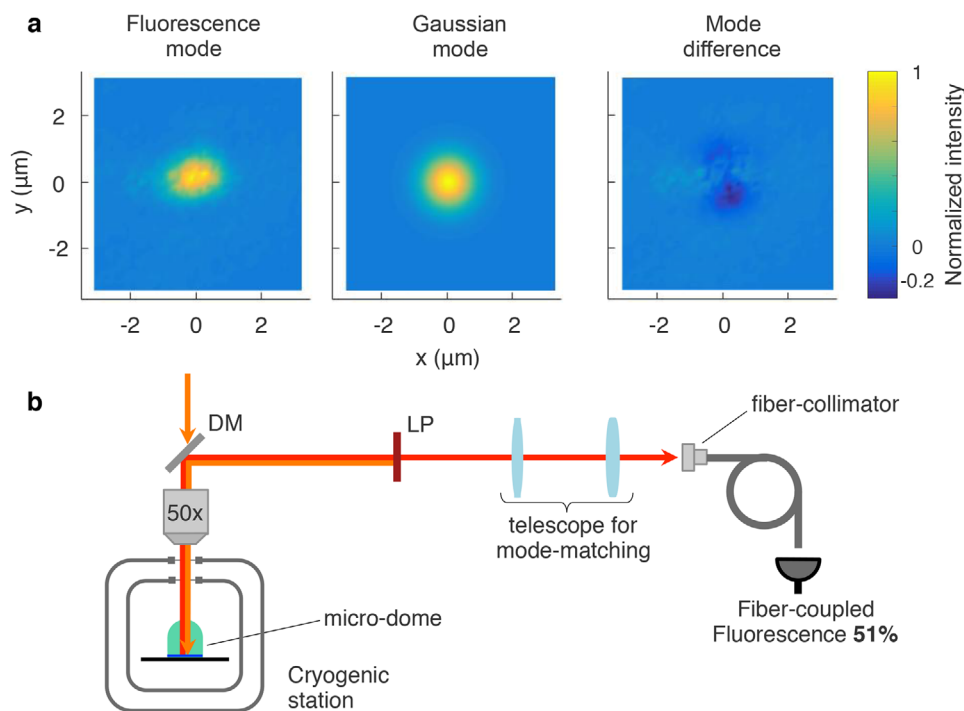 a
Fluorescence
mode
Gaussian
mode
Mode
difference
y (µm)
2
0
-2
-2
0
2
-2
0
2
-2
0
2
x (µm)
1
0
-0.2
Normalized intensity
b
DM
LP
fiber-collimator
50x
telescope for
mode-matching
micro-dome
Fiber-coupled
Fluorescence 51%
Cryogenic
station